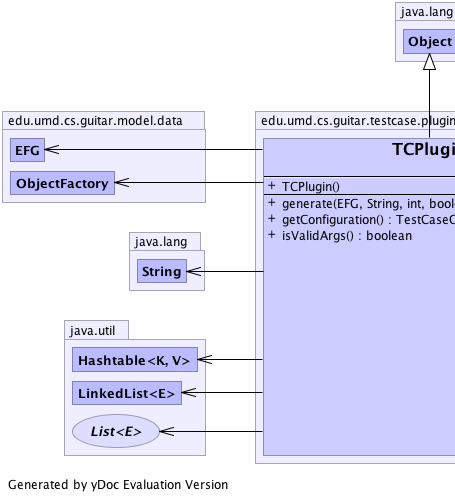 java.lang
Object
edu.umd.cs.guitar.model.data
EFG
ObjectFactory
edu.umd.cs.guitar.testcase.plugin
TCPlugi
+ TCPlugin()
+ generate(EFG, String, int, bool
+ getConfiguration() : TestCase
+ isValidArgs() : boolean
java.lang
String
java.util
Hashtable<K, V>
LinkedList<E>
List<E>
Generated by yDoc Evaluation Version